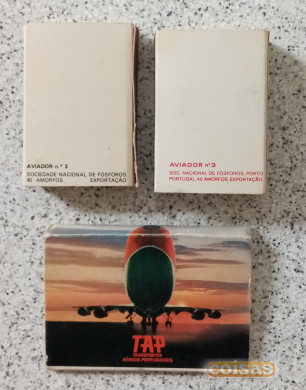 AVIADOR n.º 3
SOCIEDADE NACIONAL DE FÓSFOROS
40 AMORFOS EXPORTAÇÃO
AVIADOR nº3
SOC. NACIONAL DE FÓSFOROS, PORTO
PORTUGAL, 40 AMORFOS, EXPORTAÇÃO
TAP
TRANSPORTES
AÉREOS PORTUGUESES
coisas